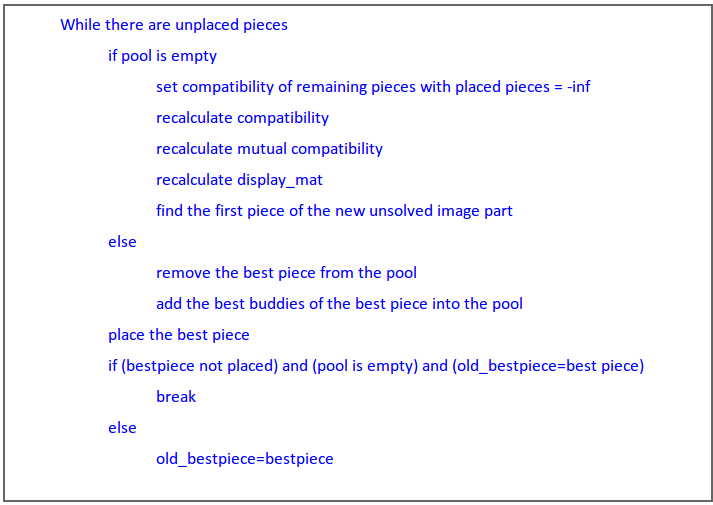 While there are unplaced pieces
if pool is empty
set compatibility of remaining pieces with placed pieces = -inf
recalculate compatibility
recalculate mutual compatibility
recalculate display_mat
find the first piece of the new unsolved image part
else
remove the best piece from the pool
add the best buddies of the best piece into the pool
place the best piece
if (bestpiece not placed) and (pool is empty) and (old_bestpiece=best piece)
break
else
old_bestpiece=bestpiece